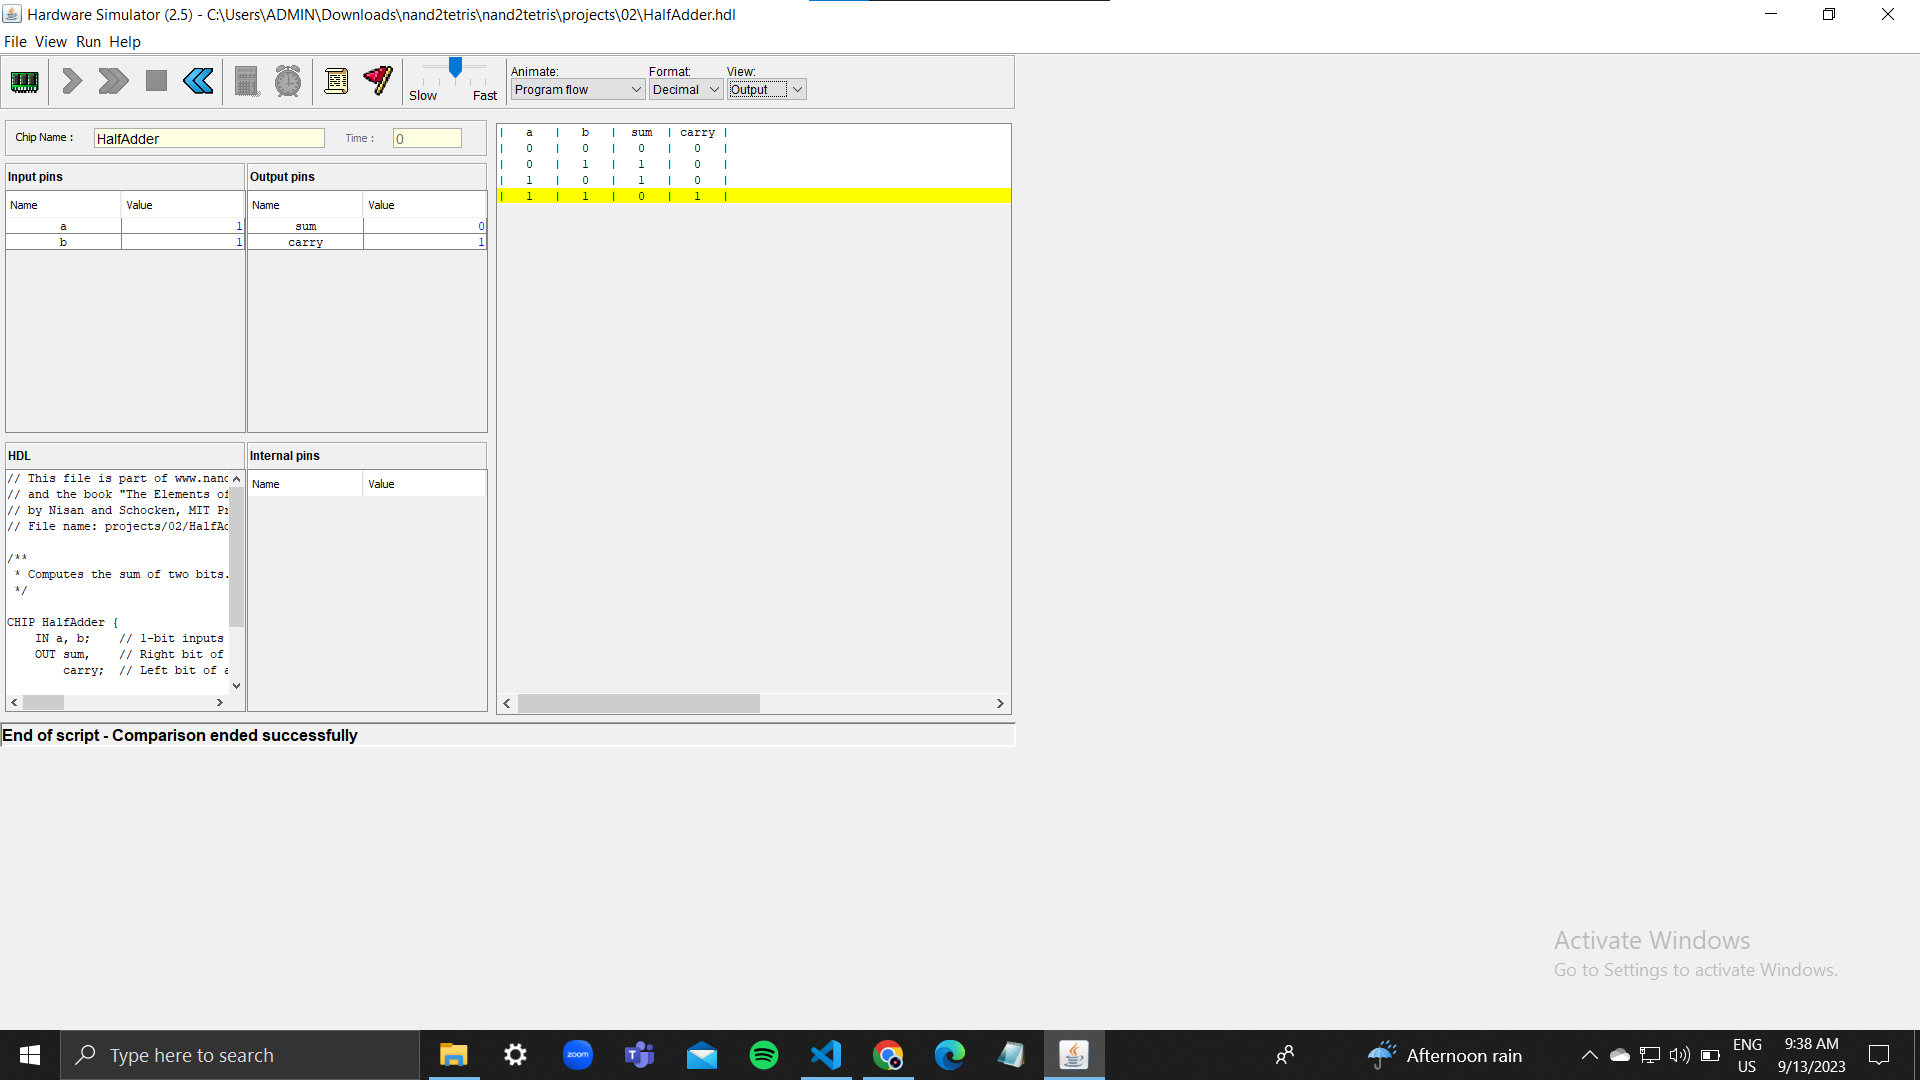 Hardware Simulator (2.5) - C:\Users\ADMIN\Downloads\nand2tetris\nand2tetris\projects\02\HalfAdder.hdl
File View Run Help
Slow Fast
Animate: Format: View:
Program flow Decimal Output
Chip Name : HalfAdder Time : 0
Input pins
Name Value
a 1
b 1
Output pins
Name Value
sum 0
carry 1
| a | b | sum | carry |
| 0 | 0 | 0 | 0 |
| 0 | 1 | 1 | 0 |
| 1 | 0 | 1 | 0 |
| 1 | 1 | 0 | 1 |
HDL
// This file is part of www.nand
// and the book "The Elements of
// by Nisan and Schocken, MIT Pr
// File name: projects/02/HalfAd
/**
* Computes the sum of two bits.
*/
CHIP HalfAdder {
IN a, b; // 1-bit inputs
OUT sum, // Right bit of
carry; // Left bit of a
Internal pins
Name Value
End of script - Comparison ended successfully
Activate Windows
Go to Settings to activate Windows.
Type here to search
zoom
Afternoon rain
ENG
US
9:38 AM
9/13/2023